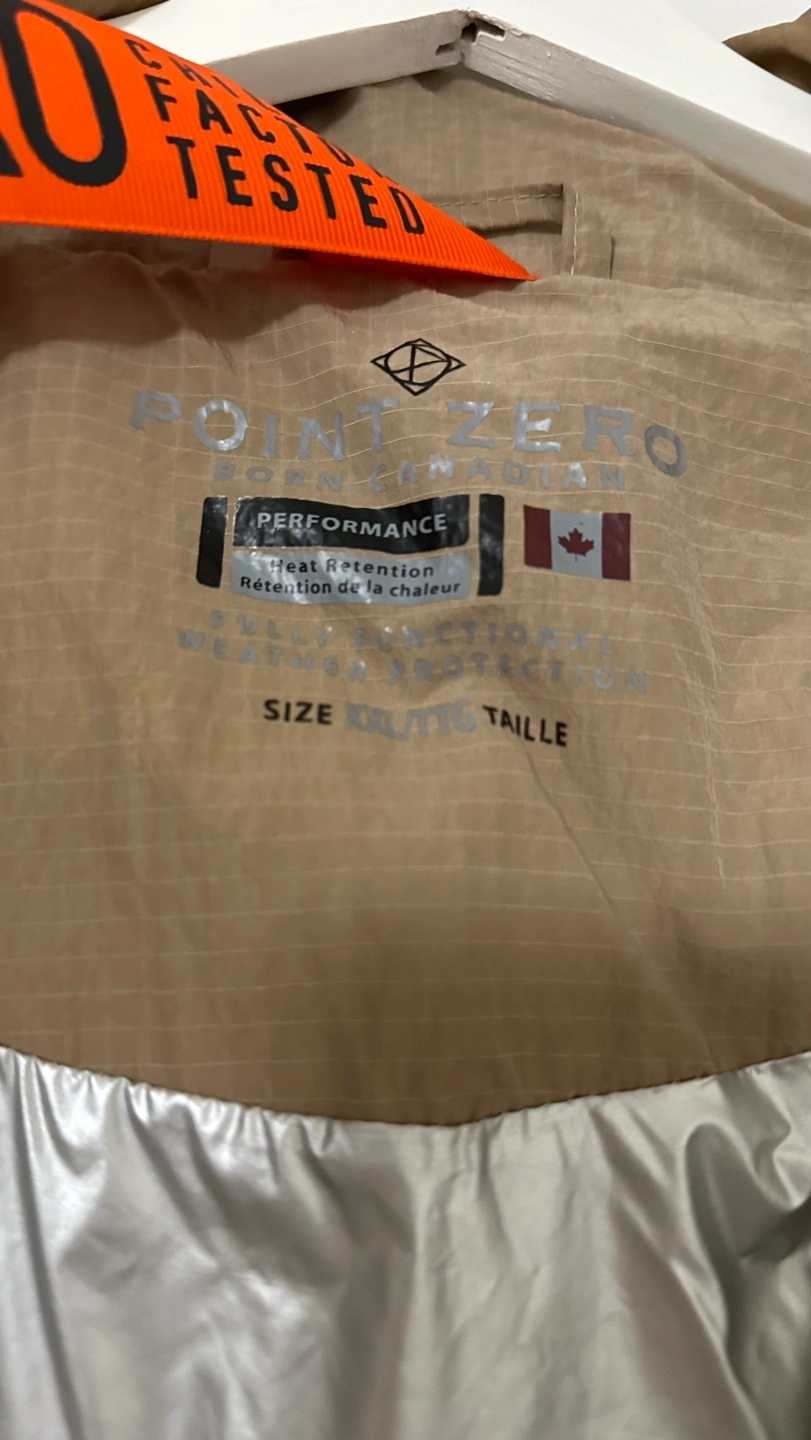 TESTED
POINT ZERO
BORN CANADIAN
PERFORMANCE
Heat Retention
Rétention de la chaleur
FULLY FUNCTIONAL
WEATHER PROTECTION
SIZE XXL/TTG TAILLE